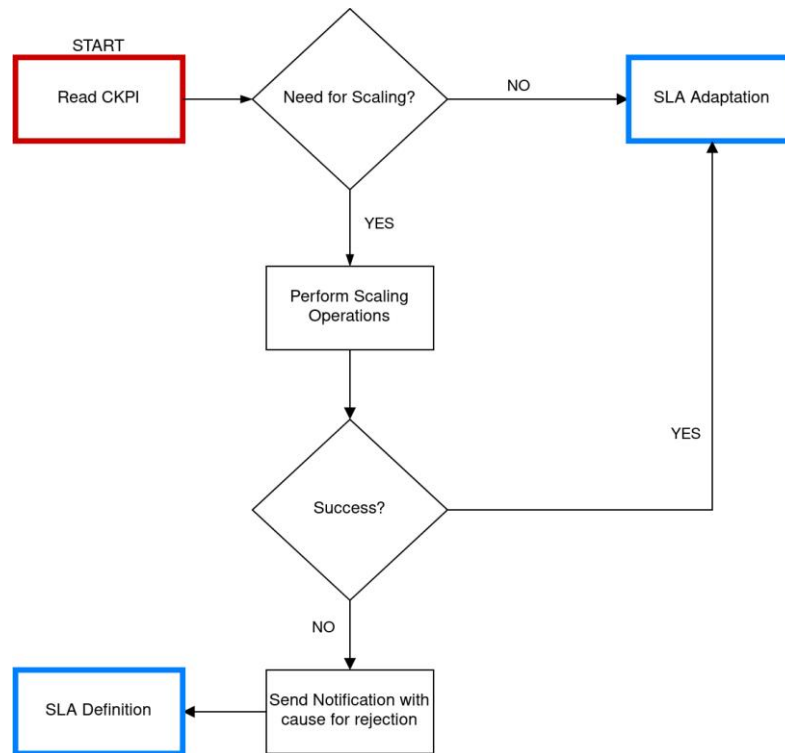 START
Read CKPI
Need for Scaling?
NO
SLA Adaptation
YES
Perform Scaling
Operations
YES
Success?
NO
Send Notification with
cause for rejection
SLA Definition